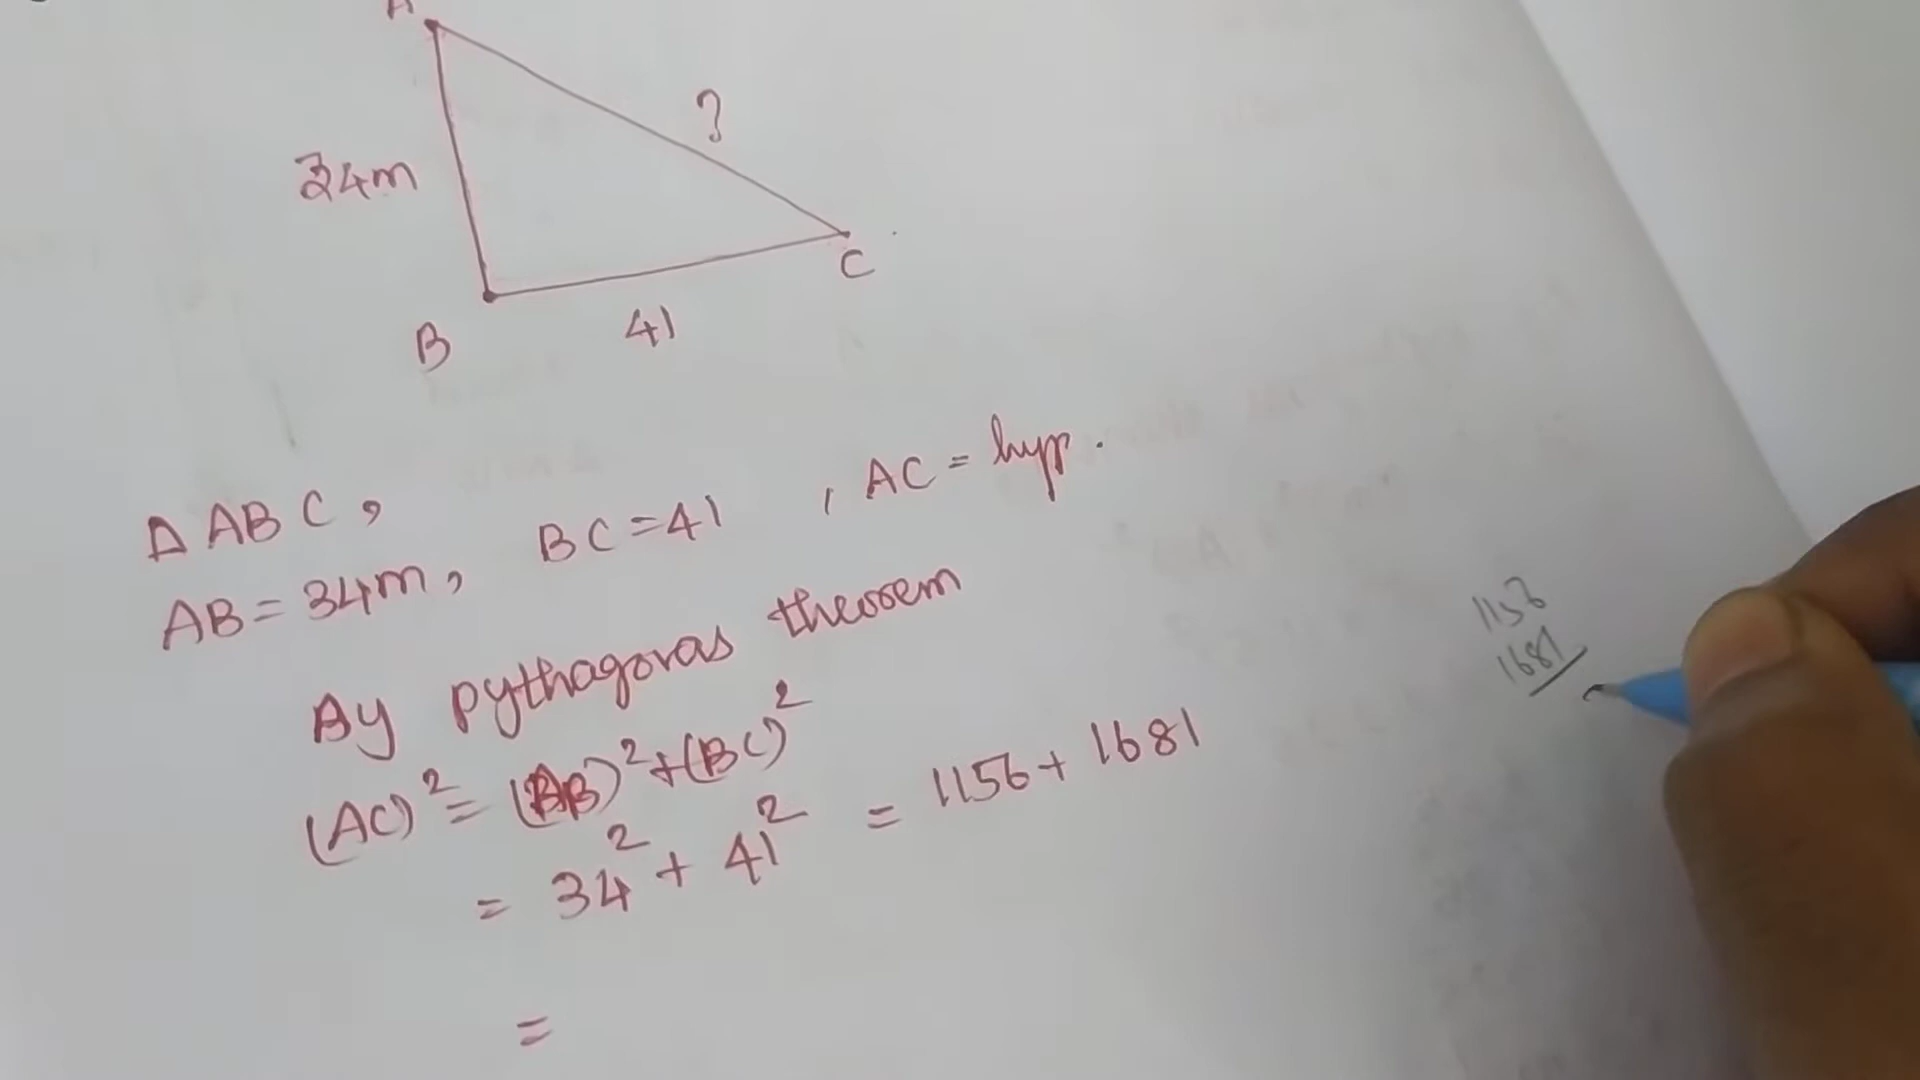 A
?
34m
C
B
41
Δ ABC,
AB = 34m, BC = 41 , AC = hyp.
By pythagoras theorem
(AC)² = (AB)² + (BC)²
= 34² + 41² = 1156 + 1681
=
1156
1681